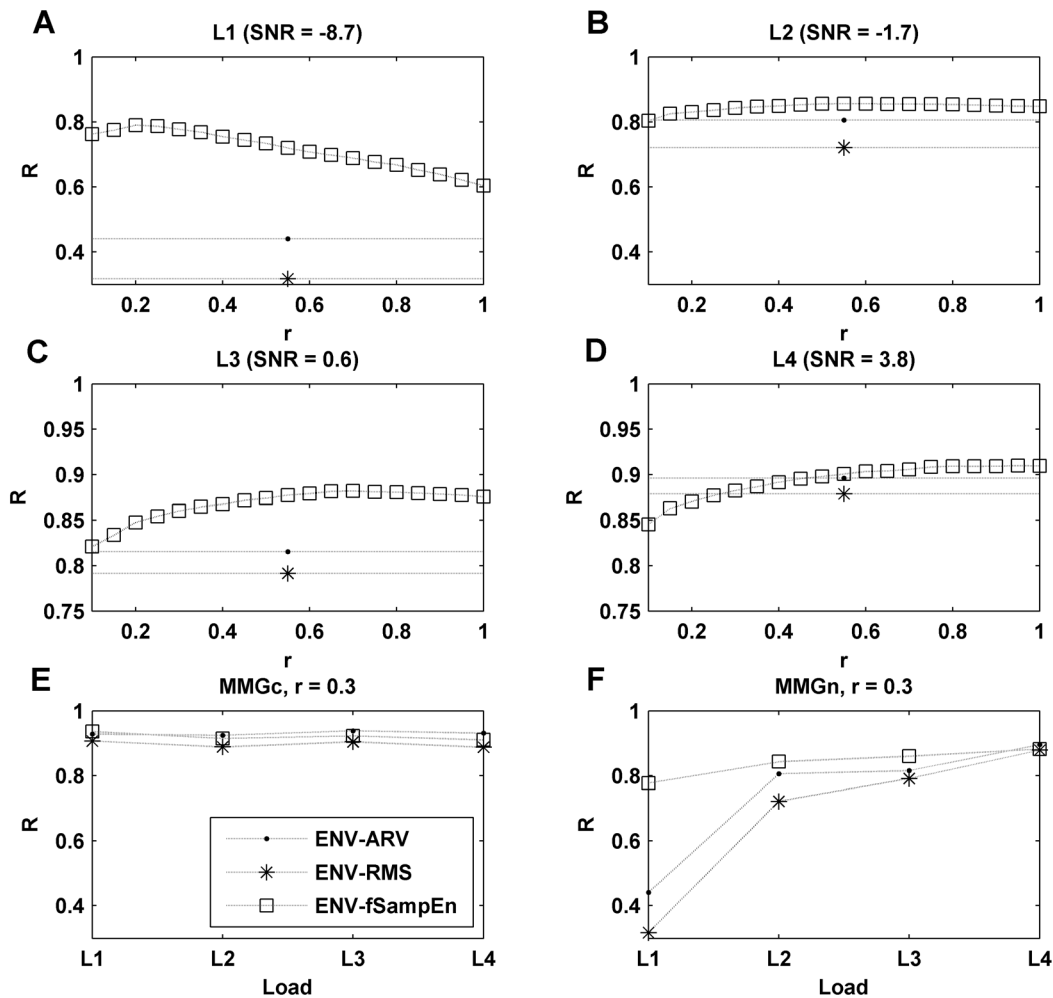 A
L1 (SNR = -8.7)
1
0.8
0.6
0.4
R
0.2
0.4
0.6
0.8
1
r
B
L2 (SNR = -1.7)
1
0.8
0.6
0.4
R
0.2
0.4
0.6
0.8
1
r
C
L3 (SNR = 0.6)
1
0.95
0.9
0.85
0.8
0.75
R
0.2
0.4
0.6
0.8
1
r
D
L4 (SNR = 3.8)
1
0.95
0.9
0.85
0.8
0.75
R
0.2
0.4
0.6
0.8
1
r
E
MMGc, r = 0.3
1
0.8
0.6
0.4
R
ENV-ARV
ENV-RMS
ENV-fSampEn
L1
L2
L3
L4
Load
F
MMGn, r = 0.3
1
0.8
0.6
0.4
R
L1
L2
L3
L4
Load